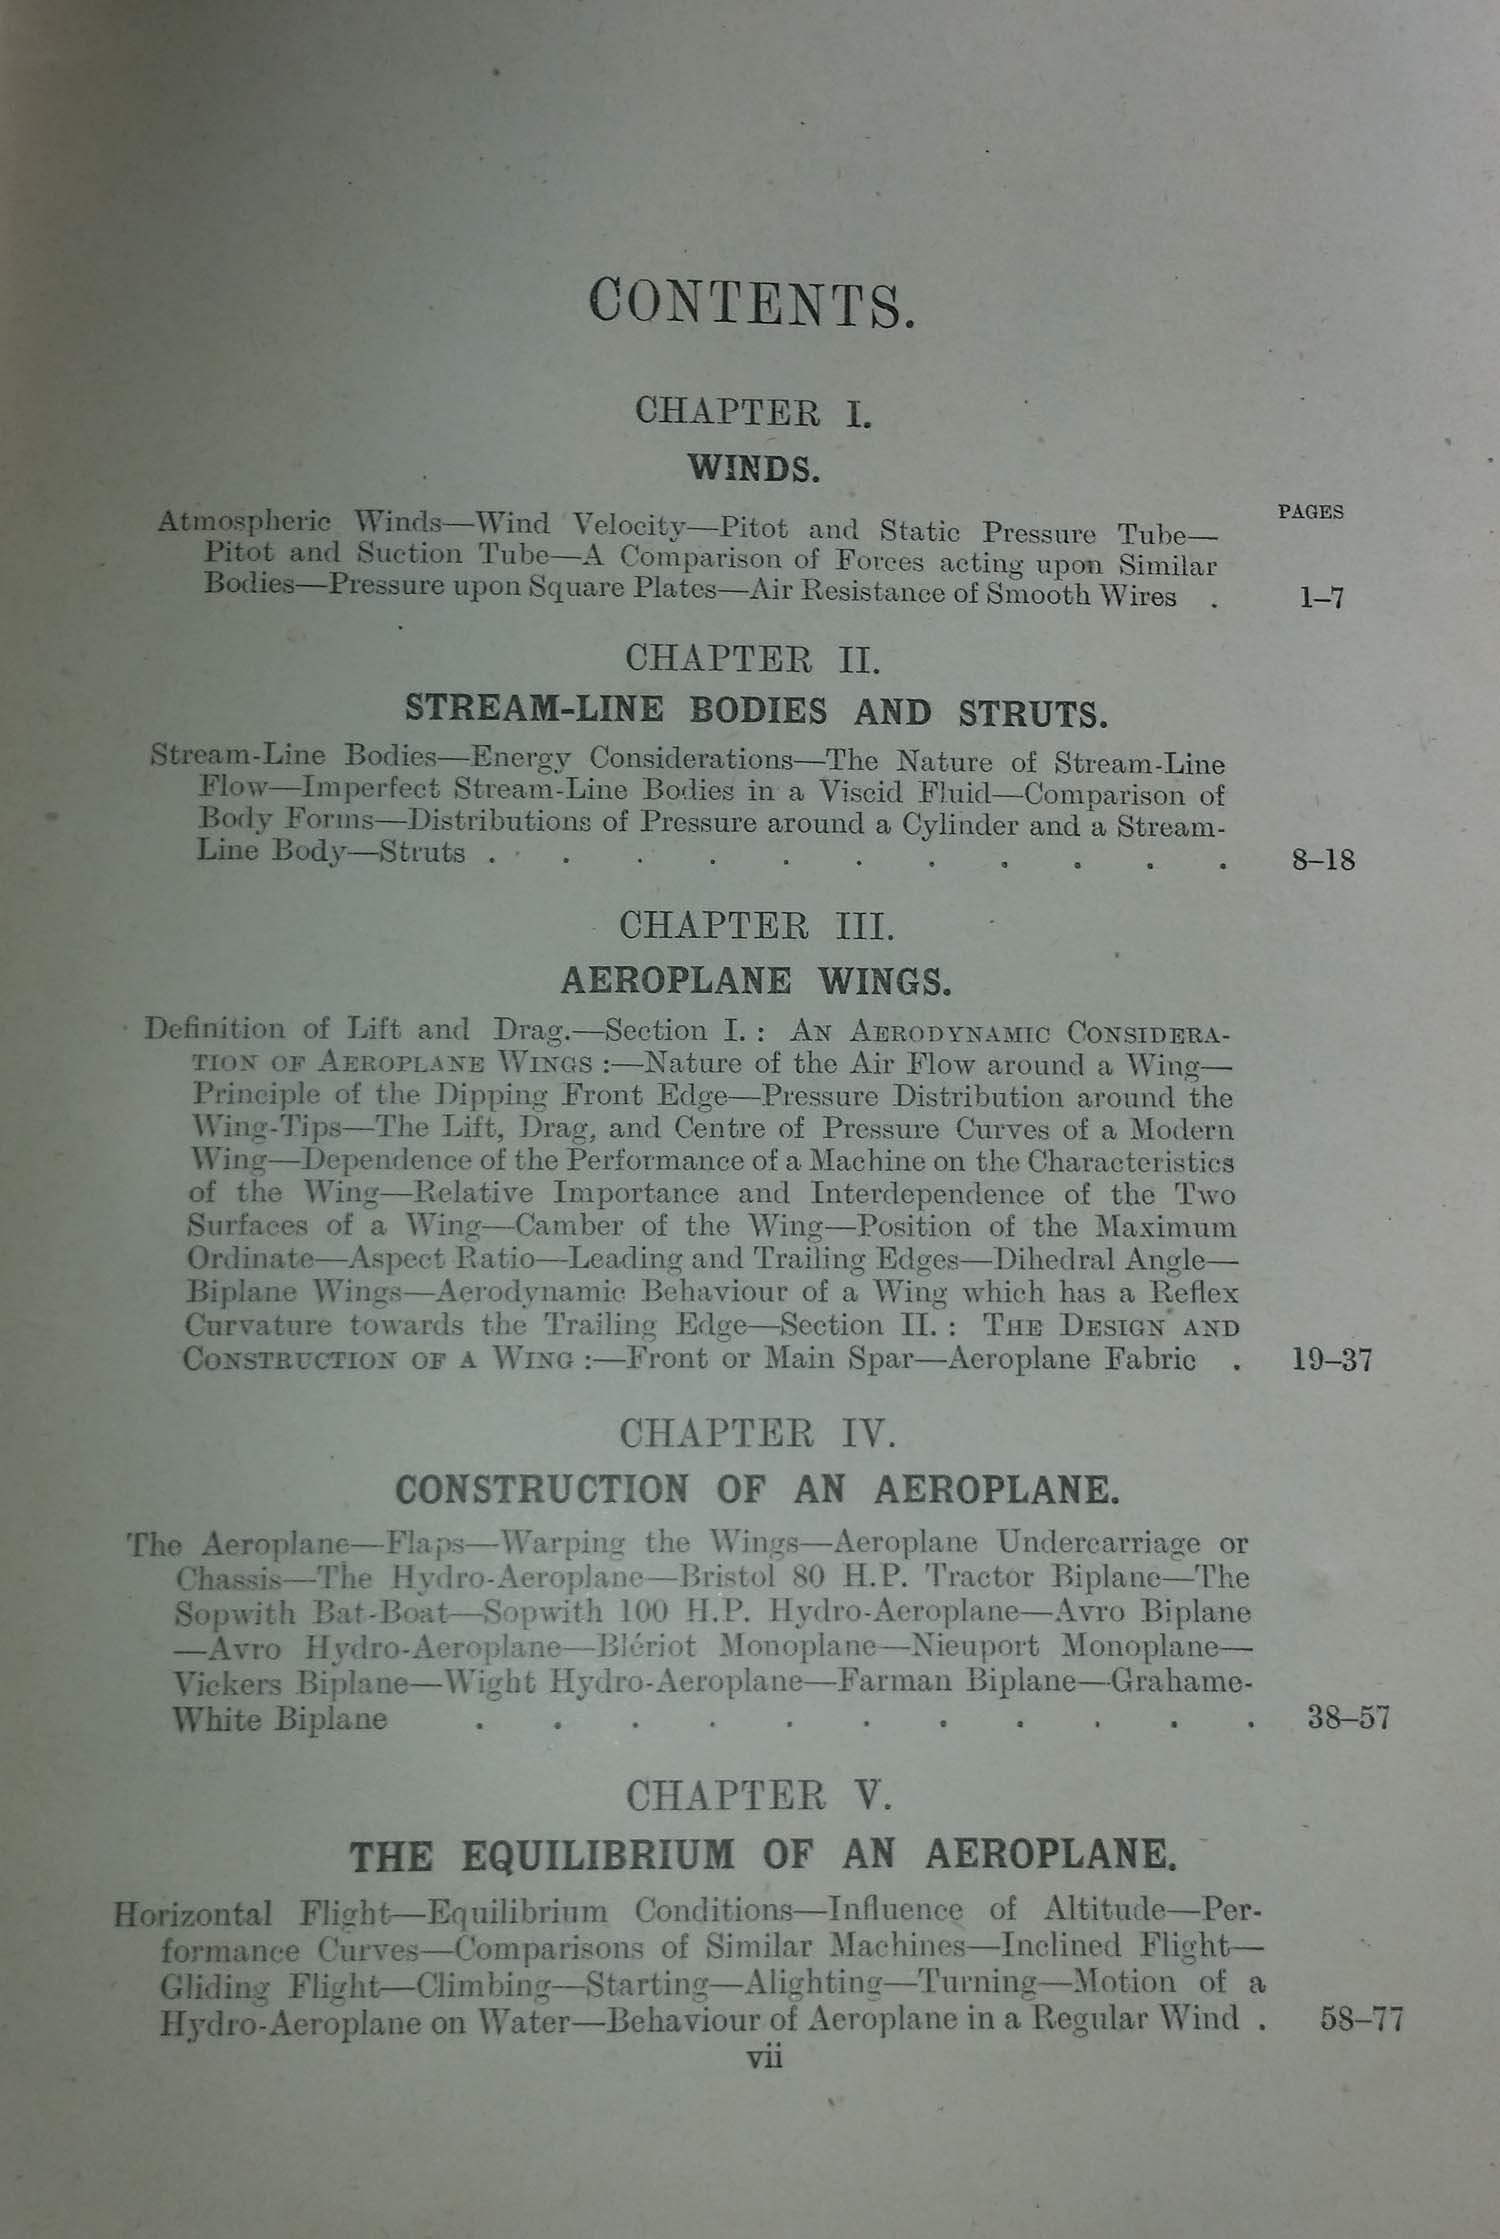 CONTENTS.
CHAPTER I.
WINDS.
PAGES
Atmospheric Winds—Wind Velocity—Pitot and Static Pressure Tube—
Pitot and Suction Tube—A Comparison of Forces acting upon Similar
Bodies—Pressure upon Square Plates—Air Resistance of Smooth Wires . 1–7
CHAPTER II.
STREAM-LINE BODIES AND STRUTS.
Stream-Line Bodies—Energy Considerations—The Nature of Stream-Line
Flow—Imperfect Stream-Line Bodies in a Viscid Fluid—Comparison of
Body Forms—Distributions of Pressure around a Cylinder and a Stream-
Line Body—Struts . . . . . . . . . . . 8–18
CHAPTER III.
AEROPLANE WINGS.
Definition of Lift and Drag.—Section I. : AN AERODYNAMIC CONSIDERA-
TION OF AEROPLANE WINGS :—Nature of the Air Flow around a Wing—
Principle of the Dipping Front Edge—Pressure Distribution around the
Wing-Tips—The Lift, Drag, and Centre of Pressure Curves of a Modern
Wing—Dependence of the Performance of a Machine on the Characteristics
of the Wing—Relative Importance and Interdependence of the Two
Surfaces of a Wing—Camber of the Wing—Position of the Maximum
Ordinate—Aspect Ratio—Leading and Trailing Edges—Dihedral Angle—
Biplane Wings—Aerodynamic Behaviour of a Wing which has a Reflex
Curvature towards the Trailing Edge—Section II. : THE DESIGN AND
CONSTRUCTION OF A WING :—Front or Main Spar—Aeroplane Fabric . 19–37
CHAPTER IV.
CONSTRUCTION OF AN AEROPLANE.
The Aeroplane—Flaps—Warping the Wings—Aeroplane Undercarriage or
Chassis—The Hydro-Aeroplane—Bristol 80 H.P. Tractor Biplane—The
Sopwith Bat-Boat—Sopwith 100 H.P. Hydro-Aeroplane—Avro Biplane
—Avro Hydro-Aeroplane—Blériot Monoplane—Nieuport Monoplane—
Vickers Biplane—Wight Hydro-Aeroplane—Farman Biplane—Grahame-
White Biplane . . . . . . . . . . . 38–57
CHAPTER V.
THE EQUILIBRIUM OF AN AEROPLANE.
Horizontal Flight—Equilibrium Conditions—Influence of Altitude—Per-
formance Curves—Comparisons of Similar Machines—Inclined Flight—
Gliding Flight—Climbing—Starting—Alighting—Turning—Motion of a
Hydro-Aeroplane on Water—Behaviour of Aeroplane in a Regular Wind . 58–77
vii